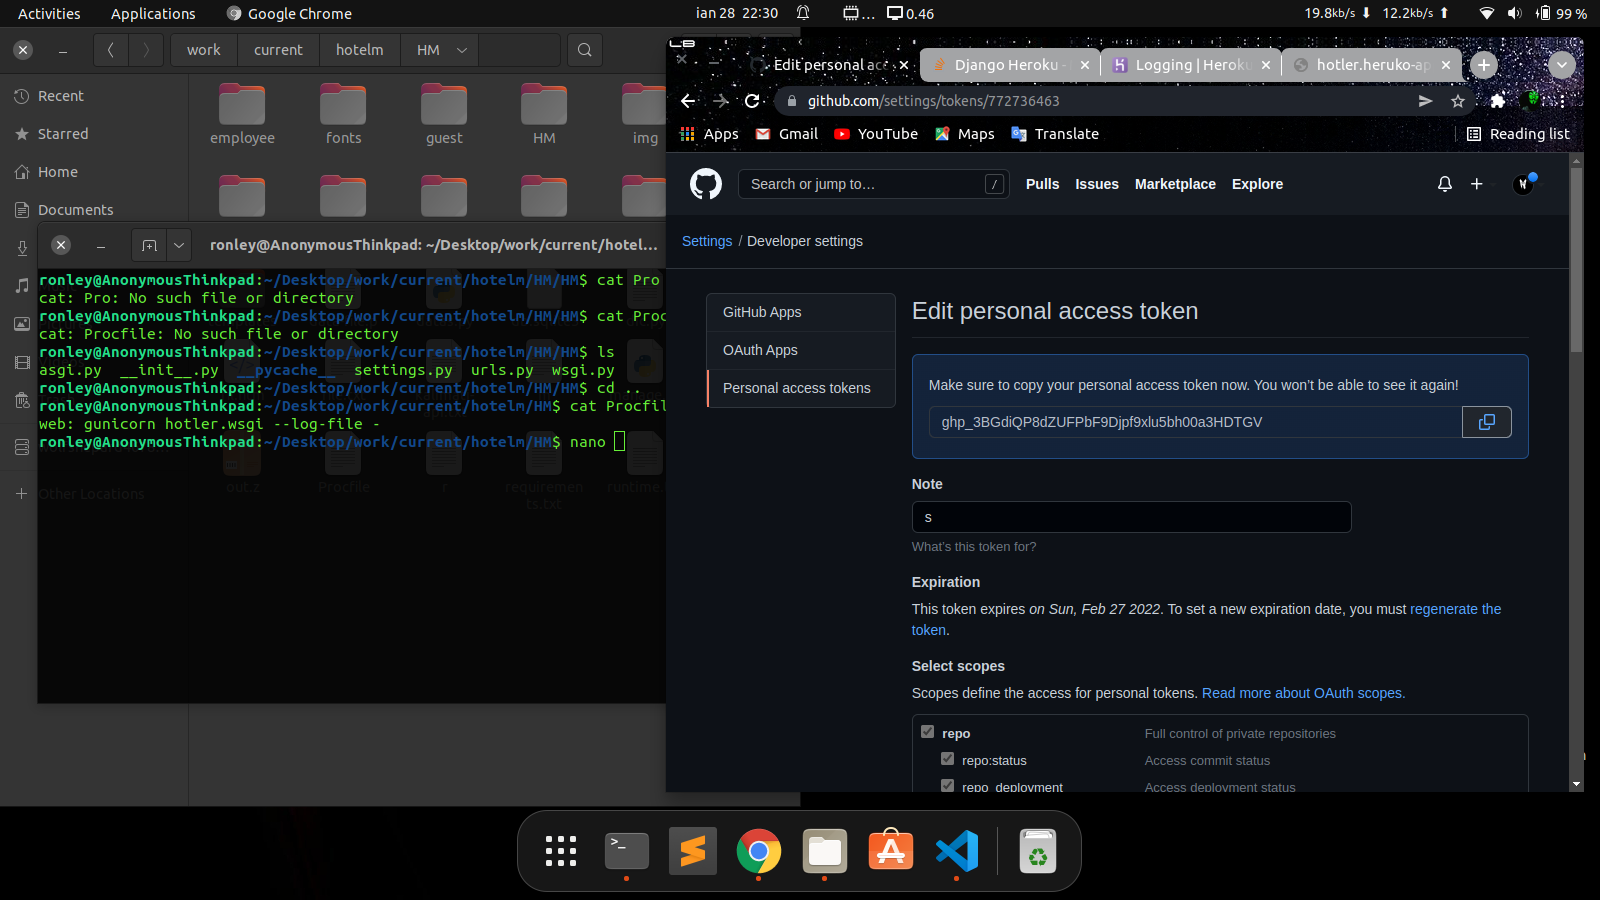 Activities Applications Google Chrome ian 28 22:30 ... 0.46 19.8kb/s 12.2kb/s 99 %
work current hotelm HM
Recent
Starred
Home
Documents
Other Locations
employee fonts guest HM img
out.z Procfile r requiremen runtime.
ts.txt
ronley@AnonymousThinkpad: ~/Desktop/work/current/hotel...
ronley@AnonymousThinkpad:~/Desktop/work/current/hotelm/HM/HM$ cat Pro
cat: Pro: No such file or directory
ronley@AnonymousThinkpad:~/Desktop/work/current/hotelm/HM/HM$ cat Proc
cat: Procfile: No such file or directory
ronley@AnonymousThinkpad:~/Desktop/work/current/hotelm/HM/HM$ ls
asgi.py __init__.py __pycache__ settings.py urls.py wsgi.py
ronley@AnonymousThinkpad:~/Desktop/work/current/hotelm/HM/HM$ cd ..
ronley@AnonymousThinkpad:~/Desktop/work/current/hotelm/HM$ cat Procfil
web: gunicorn hotler.wsgi --log-file -
ronley@AnonymousThinkpad:~/Desktop/work/current/hotelm/HM$ nano
Edit personal acc Django Heroku - Logging | Heroku hotler.heruko-ap
github.com/settings/tokens/772736463
Apps Gmail YouTube Maps Translate Reading list
Search or jump to… / Pulls Issues Marketplace Explore
Settings / Developer settings
GitHub Apps
OAuth Apps
Personal access tokens
Edit personal access token
Make sure to copy your personal access token now. You won't be able to see it again!
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
Note
s
What's this token for?
Expiration
This token expires on Sun, Feb 27 2022. To set a new expiration date, you must regenerate the
token.
Select scopes
Scopes define the access for personal tokens. Read more about OAuth scopes.
repo Full control of private repositories
repo:status Access commit status
repo_deployment Access deployment status